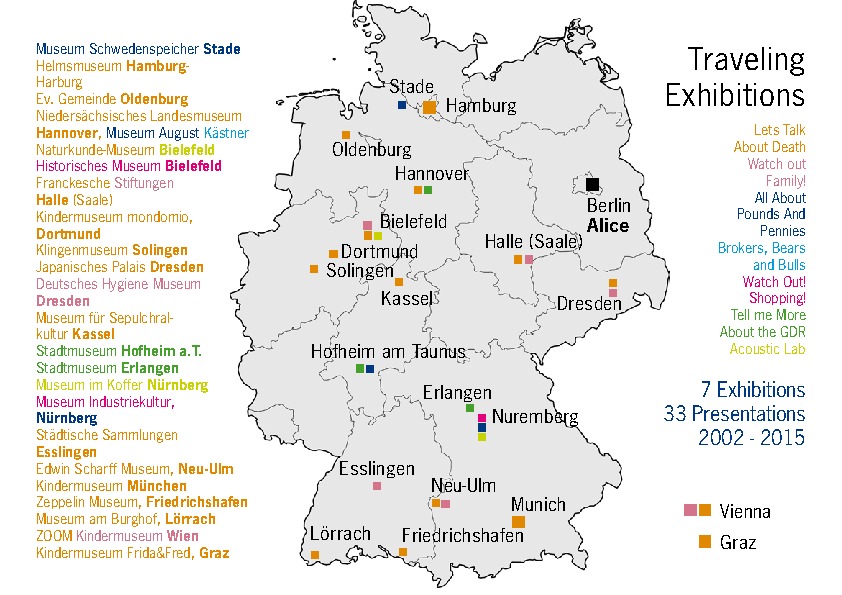 Museum Schwedenspeicher Stade
Helmsmuseum Hamburg-
Harburg
Ev. Gemeinde Oldenburg
Niedersächsisches Landesmuseum
Hannover, Museum August Kästner
Naturkunde-Museum Bielefeld
Historisches Museum Bielefeld
Franckesche Stiftungen
Halle (Saale)
Kindermuseum mondomio,
Dortmund
Klingenmuseum Solingen
Japanisches Palais Dresden
Deutsches Hygiene Museum
Dresden
Museum für Sepulchral-
kultur Kassel
Stadtmuseum Hofheim a.T.
Stadtmuseum Erlangen
Museum im Koffer Nürnberg
Museum Industriekultur,
Nürnberg
Städtische Sammlungen
Esslingen
Edwin Scharff Museum, Neu-Ulm
Kindermuseum München
Zeppelin Museum, Friedrichshafen
Museum am Burghof, Lörrach
ZOOM Kindermuseum Wien
Kindermuseum Frida&Fred, Graz
Stade
Hamburg
Oldenburg
Hannover
Berlin
Alice
Bielefeld
Halle (Saale)
Dortmund
Solingen
Kassel
Dresden
Hofheim am Taunus
Erlangen
Nuremberg
Esslingen
Neu-Ulm
Munich
Lörrach
Friedrichshafen
Traveling
Exhibitions
Lets Talk
About Death
Watch out
Family!
All About
Pounds And
Pennies
Brokers, Bears
and Bulls
Watch Out!
Shopping!
Tell me More
About the GDR
Acoustic Lab
7 Exhibitions
33 Presentations
2002 - 2015
Vienna
Graz